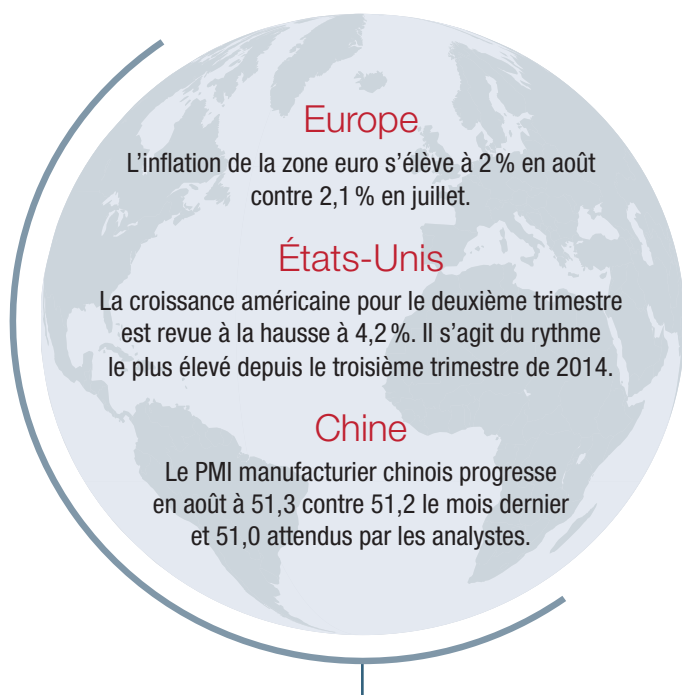 Europe
L’inflation de la zone euro s’élève à 2 % en août
contre 2,1 % en juillet.
États-Unis
La croissance américaine pour le deuxième trimestre
est revue à la hausse à 4,2 %. Il s’agit du rythme
le plus élevé depuis le troisième trimestre de 2014.
Chine
Le PMI manufacturier chinois progresse
en août à 51,3 contre 51,2 le mois dernier
et 51,0 attendus par les analystes.